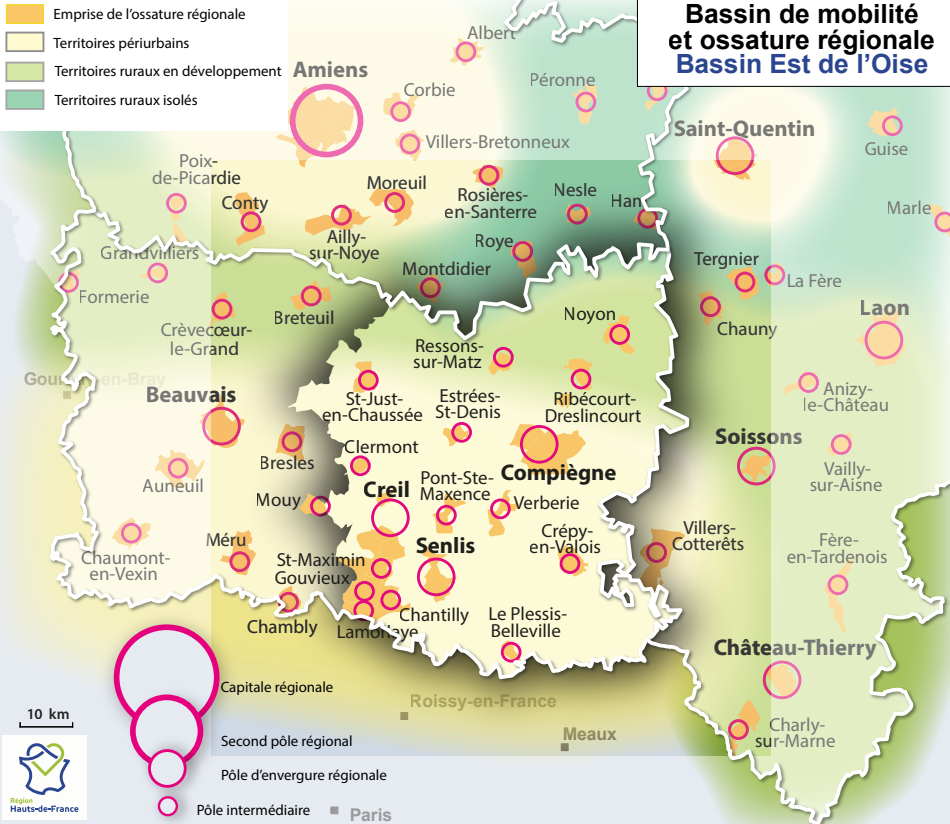 Emprise de l'ossature régionale
Territoires périurbains
Territoires ruraux en développement
Territoires ruraux isolés
Bassin de mobilité
et ossature régionale
Bassin Est de l'Oise
Albert
Amiens
Corbie
Péronne
Villers-Bretonneux
Saint-Quentin
Guise
Poix-
de-Picardie
Conty
Moreuil
Rosières-
en-Santerre
Nesle
Ham
Marle
Ailly-
sur-Noye
Roye
Grandvilliers
Montdidier
Tergnier
La Fère
Formerie
Breteuil
Crèvecœur-
le-Grand
Noyon
Chauny
Laon
Ressons-
sur-Matz
Gournay-en-Bray
Beauvais
St-Just-
en-Chaussée
Estrées-
St-Denis
Ribécourt-
Dreslincourt
Anizy-
le-Château
Soissons
Clermont
Bresles
Compiègne
Vailly-
sur-Aisne
Auneuil
Mouy
Creil
Pont-Ste-
Maxence
Verberie
Villers-
Cotterêts
Chaumont-
en-Vexin
Méru
St-Maximin
Gouvieux
Senlis
Crépy-
en-Valois
Fère-
en-Tardenois
Chambly
Lamorlaye
Chantilly
Le Plessis-
Belleville
Château-Thierry
Capitale régionale
Roissy-en-France
10 km
Second pôle régional
Meaux
Charly-
sur-Marne
Pôle d'envergure régionale
Région
Hauts-de-France
Pôle intermédiaire
Paris